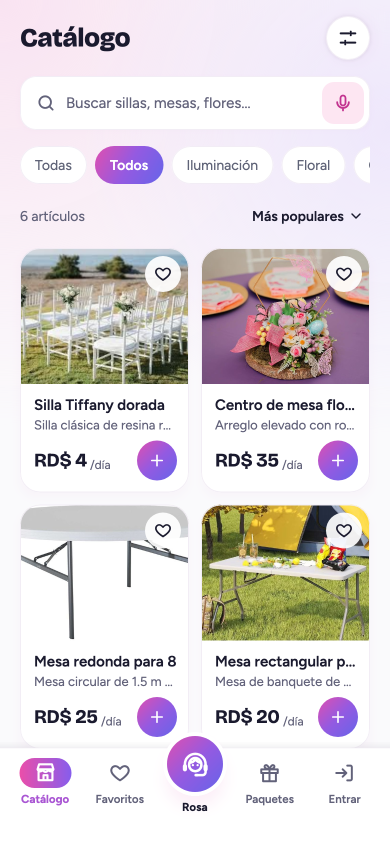 Catálogo
Buscar sillas, mesas, flores...
Todas Todos Iluminación Floral
6 artículos Más populares
Silla Tiffany dorada
Silla clásica de resina r...
RD$ 4 /día
Centro de mesa flo...
Arreglo elevado con ro...
RD$ 35 /día
Mesa redonda para 8
Mesa circular de 1.5 m ...
RD$ 25 /día
Mesa rectangular p...
Mesa de banquete de ...
RD$ 20 /día
Catálogo Favoritos Rosa Paquetes Entrar